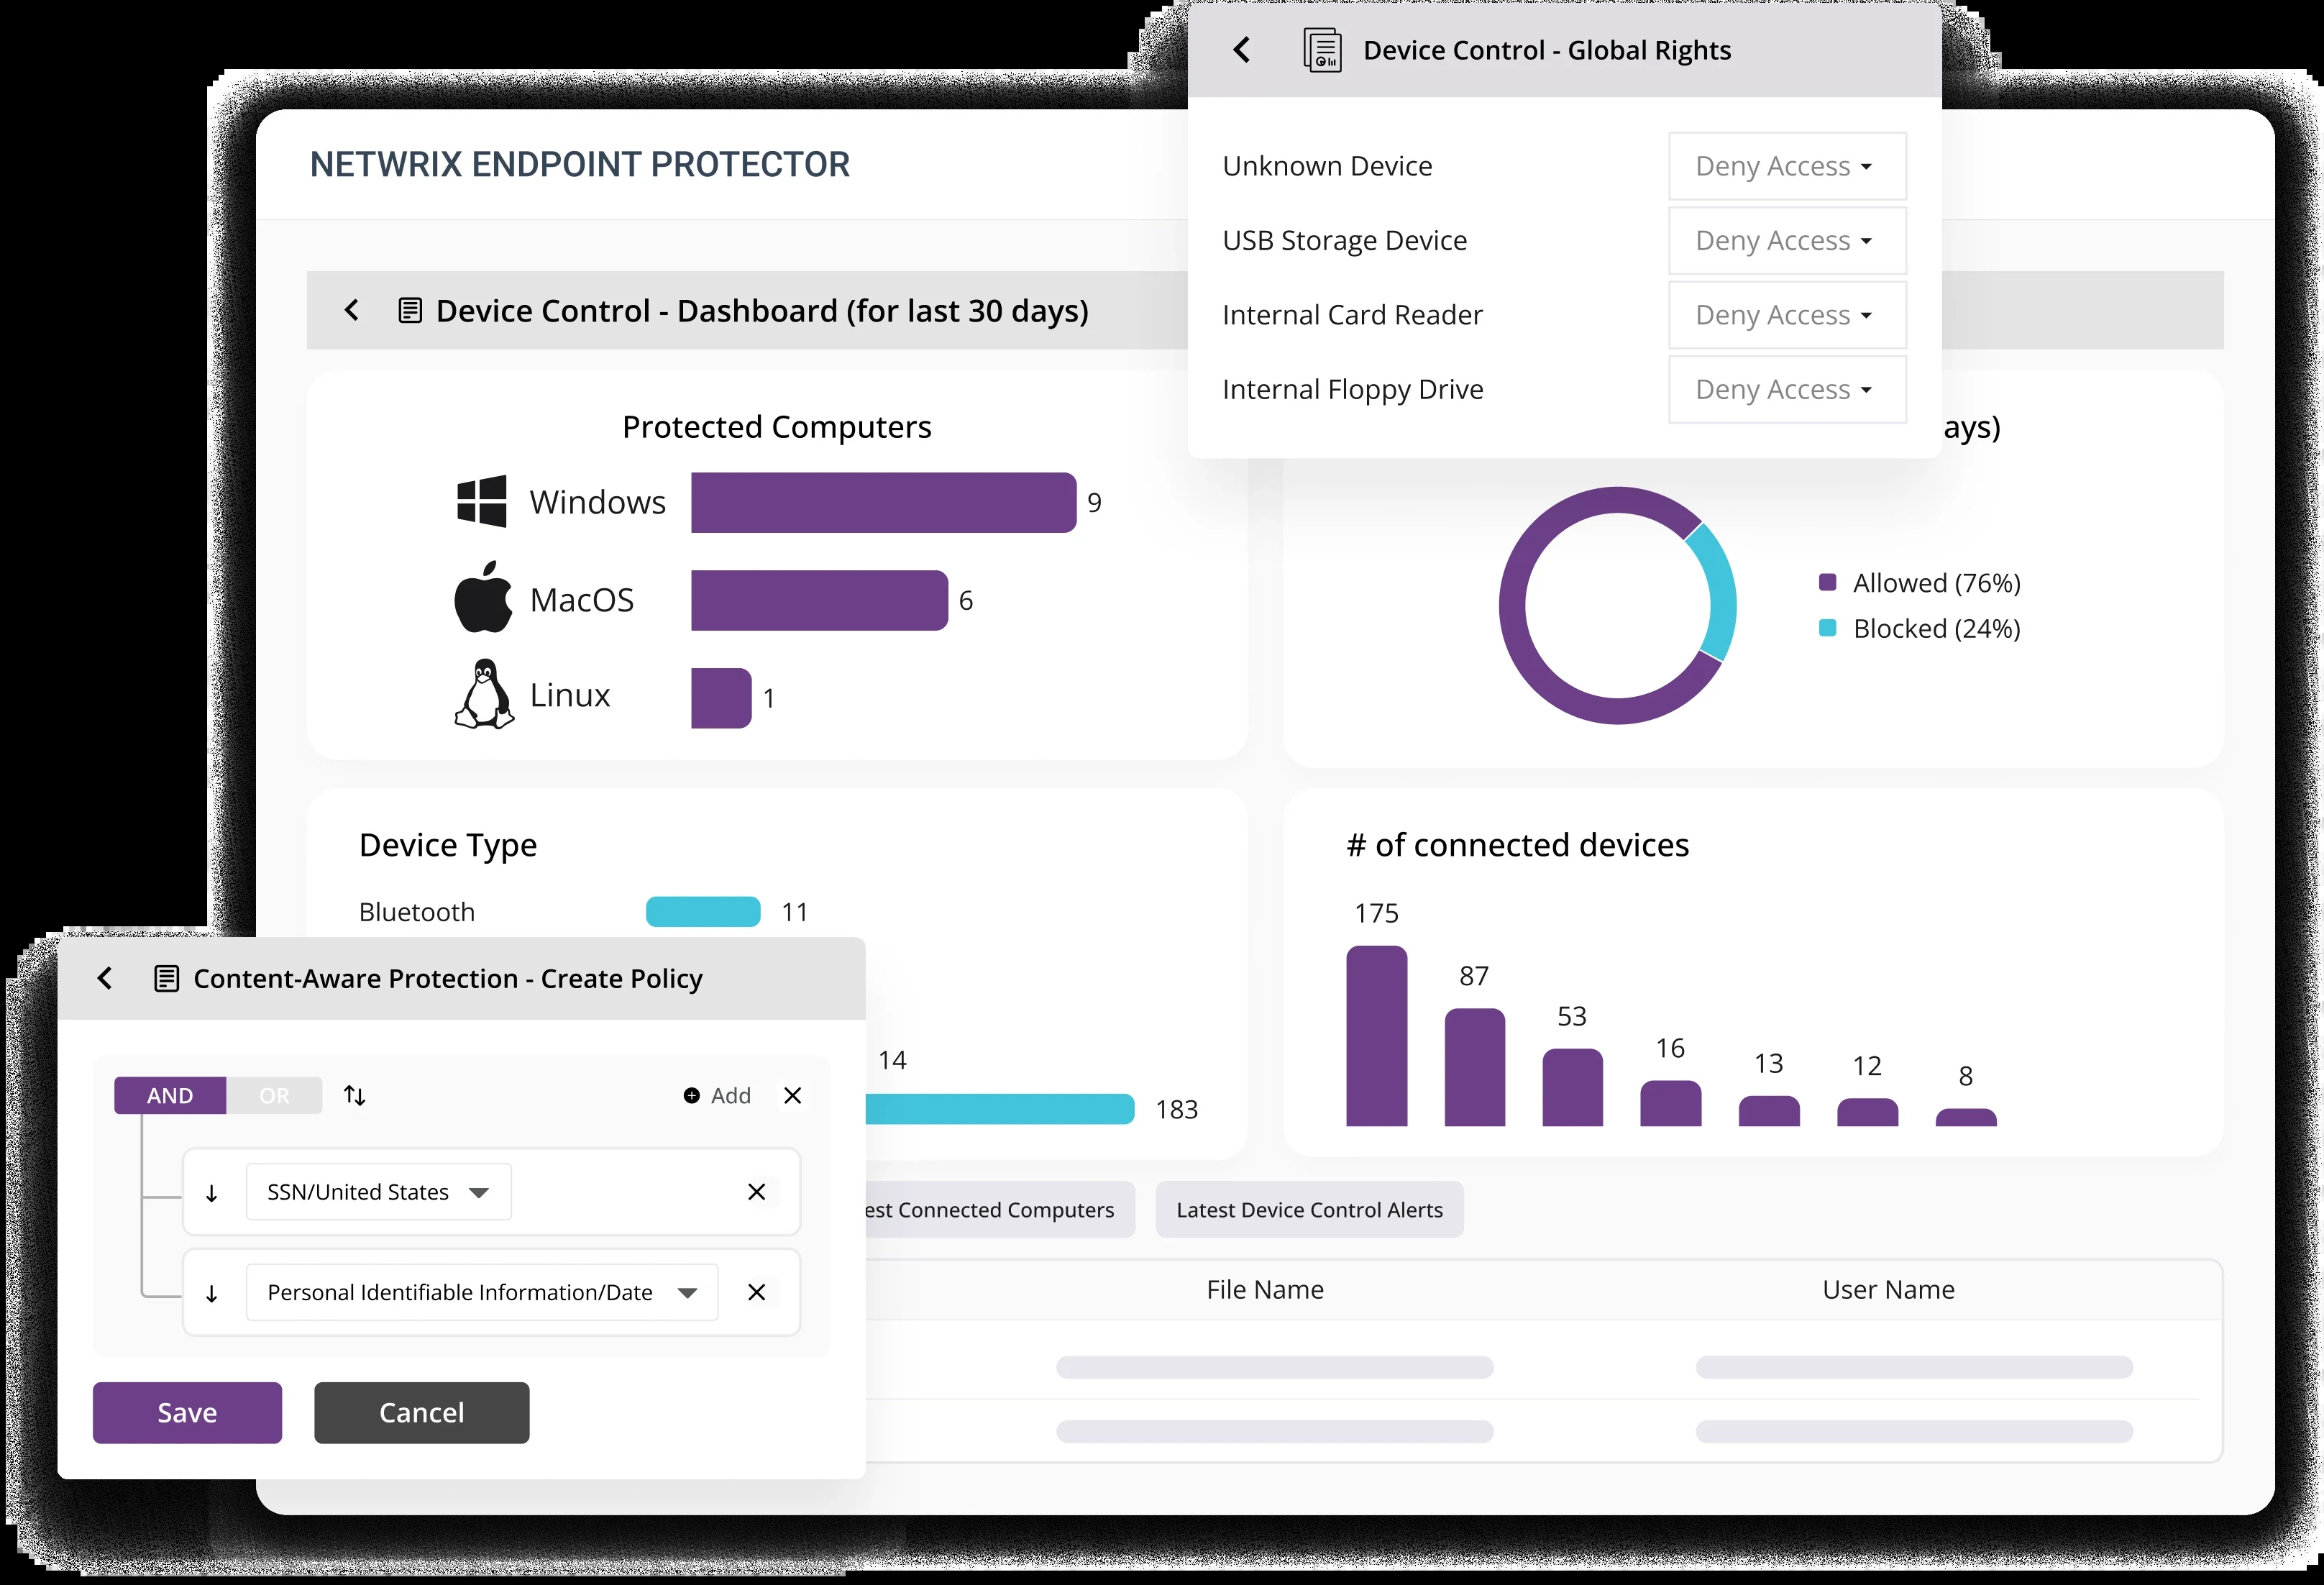 Device Control - Global Rights
Unknown Device Deny Access
USB Storage Device Deny Access
Internal Card Reader Deny Access
Internal Floppy Drive Deny Access
NETWRIX ENDPOINT PROTECTOR
Device Control - Dashboard (for last 30 days)
Protected Computers
Windows 9
MacOS 6
Linux 1
ays)
Allowed (76%)
Blocked (24%)
Device Type
Bluetooth 11
14
183
# of connected devices
175
87
53
16
13
12
8
Content-Aware Protection - Create Policy
AND OR Add
SSN/United States
Personal Identifiable Information/Date
Save Cancel
est Connected Computers Latest Device Control Alerts
File Name User Name